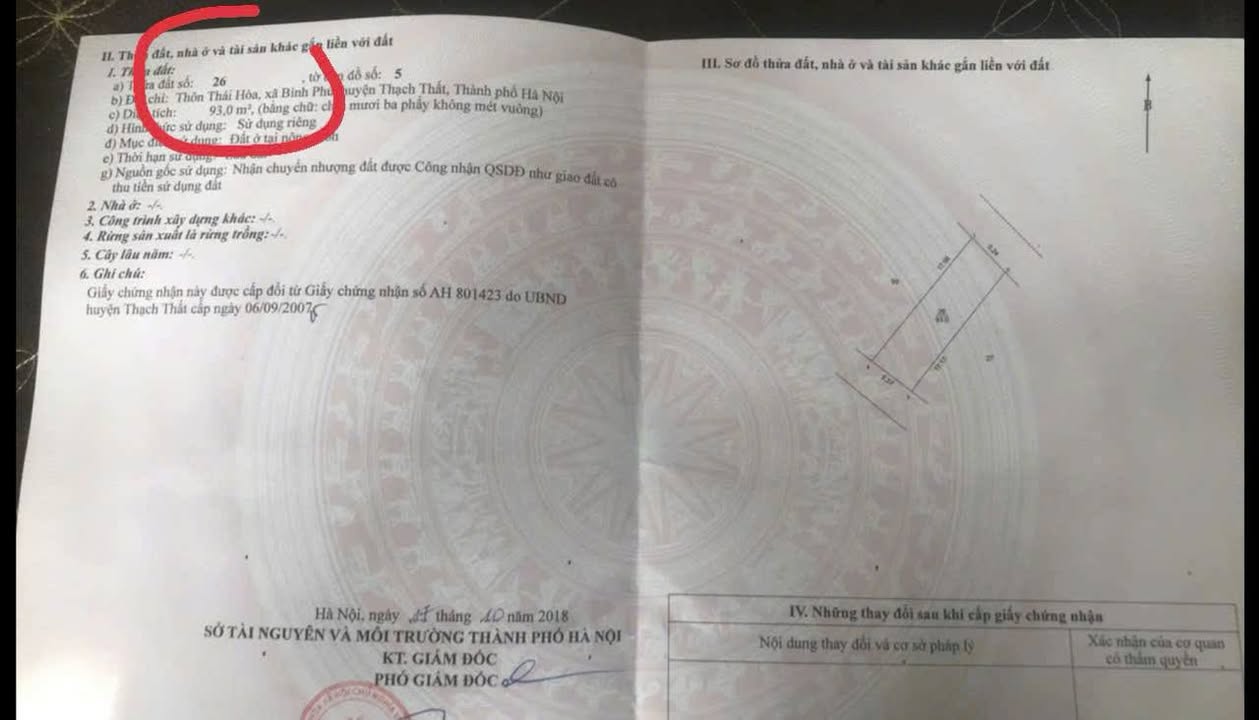 II. Thửa đất, nhà ở và tài sản khác gắn liền với đất
1. Thửa đất:
a) Thửa đất số: 26 , tờ bản đồ số: 5
b) Địa chỉ: Thôn Thái Hòa, xã Bình Phú, huyện Thạch Thất, Thành phố Hà Nội
c) Diện tích: 93,0 m², (bằng chữ: chín mươi ba phẩy không mét vuông)
d) Hình thức sử dụng: Sử dụng riêng
đ) Mục đích sử dụng: Đất ở tại nông thôn
e) Thời hạn sử dụng:
g) Nguồn gốc sử dụng: Nhận chuyển nhượng đất được Công nhận QSDĐ như giao đất có
thu tiền sử dụng đất
2. Nhà ở: -/-.
3. Công trình xây dựng khác: -/-.
4. Rừng sản xuất là rừng trồng: -/-.
5. Cây lâu năm: -/-.
6. Ghi chú:
Giấy chứng nhận này được cấp đổi từ Giấy chứng nhận số AH 801423 do UBND
huyện Thạch Thất cấp ngày 06/09/2007
Hà Nội, ngày tháng 10 năm 2018
SỞ TÀI NGUYÊN VÀ MÔI TRƯỜNG THÀNH PHỐ HÀ NỘI
KT. GIÁM ĐỐC
PHÓ GIÁM ĐỐC
III. Sơ đồ thửa đất, nhà ở và tài sản khác gắn liền với đất
B
5.24
17.17
5.37
IV. Những thay đổi sau khi cấp giấy chứng nhận
Nội dung thay đổi và cơ sở pháp lý
Xác nhận của cơ quan
có thẩm quyền